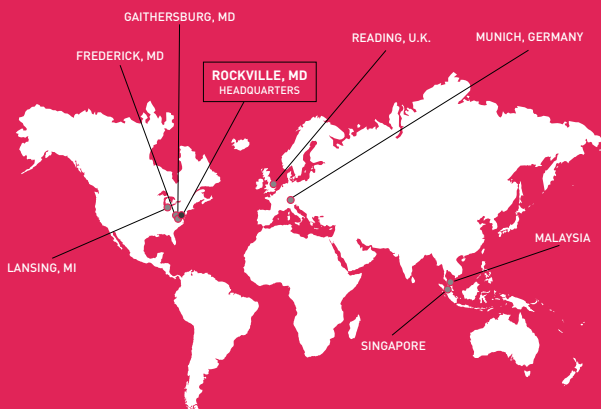 GAITHERSBURG, MD
FREDERICK, MD
ROCKVILLE, MD
HEADQUARTERS
READING, U.K.
MUNICH, GERMANY
LANSING, MI
MALAYSIA
SINGAPORE